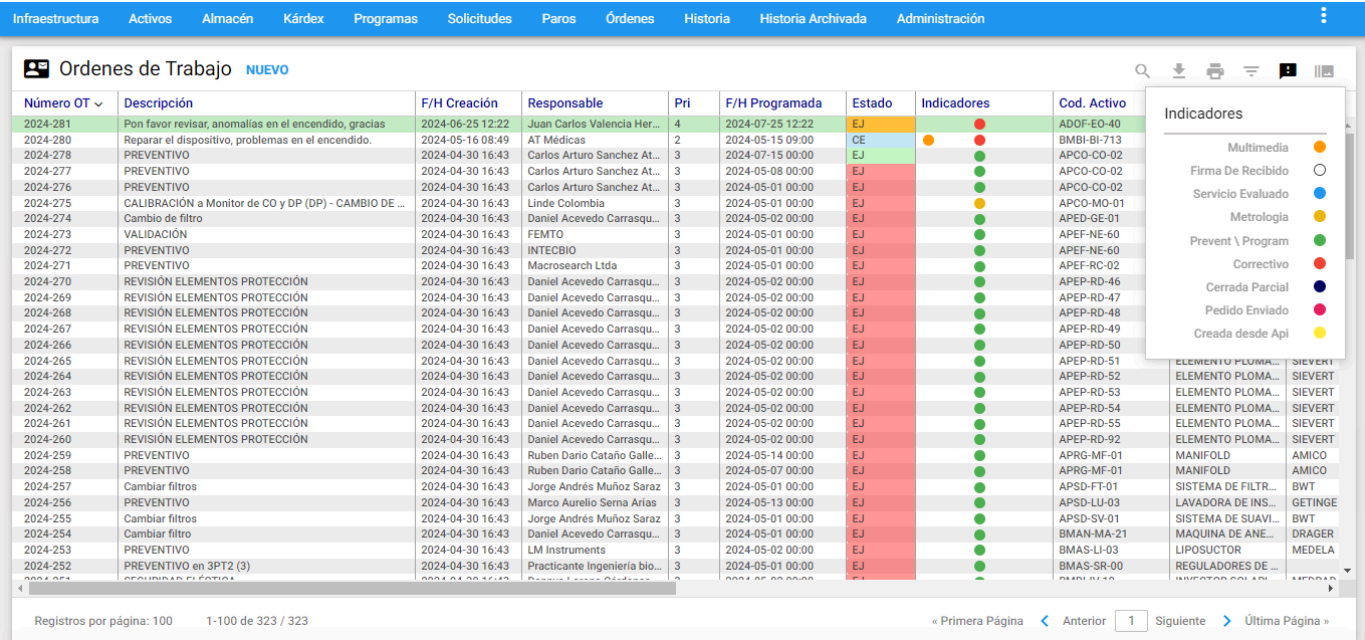 Infraestructura Activos Almacén Kárdex Programas Solicitudes Paros Órdenes Historia Historia Archivada Administración
Ordenes de Trabajo NUEVO
Número OT Descripción F/H Creación Responsable Pri F/H Programada Estado Indicadores Cod. Activo
2024-281 Pon favor revisar, anomalías en el encendido, gracias 2024-06-25 12:22 Juan Carlos Valencia Her... 4 2024-07-25 12:22 EJ ADOF-EO-40
2024-280 Reparar el dispositivo, problemas en el encendido. 2024-05-16 08:49 AT Médicas 2 2024-05-15 09:00 CE BMBI-BI-713
2024-278 PREVENTIVO 2024-04-30 16:43 Carlos Arturo Sanchez At... 3 2024-07-15 00:00 EJ APCO-CO-02
2024-277 PREVENTIVO 2024-04-30 16:43 Carlos Arturo Sanchez At... 3 2024-05-08 00:00 EJ APCO-CO-02
2024-276 PREVENTIVO 2024-04-30 16:43 Carlos Arturo Sanchez At... 3 2024-05-01 00:00 EJ APCO-CO-02
2024-275 CALIBRACIÓN a Monitor de CO y DP (DP) - CAMBIO DE ... 2024-04-30 16:43 Linde Colombia 3 2024-05-01 00:00 EJ APCO-MO-01
2024-274 Cambio de filtro 2024-04-30 16:43 Daniel Acevedo Carrasqu... 3 2024-05-01 00:00 EJ APED-GE-01
2024-273 VALIDACIÓN 2024-04-30 16:43 FEMTO 3 2024-05-01 00:00 EJ APEF-NE-60
2024-272 PREVENTIVO 2024-04-30 16:43 INTECBIO 3 2024-05-01 00:00 EJ APEF-NE-60
2024-271 PREVENTIVO 2024-04-30 16:43 Macrosearch Ltda 3 2024-05-01 00:00 EJ APEF-RC-02
2024-270 REVISIÓN ELEMENTOS PROTECCIÓN 2024-04-30 16:43 Daniel Acevedo Carrasqu... 3 2024-05-02 00:00 EJ APEP-RD-46
2024-269 REVISIÓN ELEMENTOS PROTECCIÓN 2024-04-30 16:43 Daniel Acevedo Carrasqu... 3 2024-05-02 00:00 EJ APEP-RD-47
2024-268 REVISIÓN ELEMENTOS PROTECCIÓN 2024-04-30 16:43 Daniel Acevedo Carrasqu... 3 2024-05-02 00:00 EJ APEP-RD-48
2024-267 REVISIÓN ELEMENTOS PROTECCIÓN 2024-04-30 16:43 Daniel Acevedo Carrasqu... 3 2024-05-02 00:00 EJ APEP-RD-49
2024-266 REVISIÓN ELEMENTOS PROTECCIÓN 2024-04-30 16:43 Daniel Acevedo Carrasqu... 3 2024-05-02 00:00 EJ APEP-RD-50
2024-265 REVISIÓN ELEMENTOS PROTECCIÓN 2024-04-30 16:43 Daniel Acevedo Carrasqu... 3 2024-05-02 00:00 EJ APEP-RD-51 ELEMENTO PLOMA... SIEVERT
2024-264 REVISIÓN ELEMENTOS PROTECCIÓN 2024-04-30 16:43 Daniel Acevedo Carrasqu... 3 2024-05-02 00:00 EJ APEP-RD-52 ELEMENTO PLOMA... SIEVERT
2024-263 REVISIÓN ELEMENTOS PROTECCIÓN 2024-04-30 16:43 Daniel Acevedo Carrasqu... 3 2024-05-02 00:00 EJ APEP-RD-53 ELEMENTO PLOMA... SIEVERT
2024-262 REVISIÓN ELEMENTOS PROTECCIÓN 2024-04-30 16:43 Daniel Acevedo Carrasqu... 3 2024-05-02 00:00 EJ APEP-RD-54 ELEMENTO PLOMA... SIEVERT
2024-261 REVISIÓN ELEMENTOS PROTECCIÓN 2024-04-30 16:43 Daniel Acevedo Carrasqu... 3 2024-05-02 00:00 EJ APEP-RD-55 ELEMENTO PLOMA... SIEVERT
2024-260 REVISIÓN ELEMENTOS PROTECCIÓN 2024-04-30 16:43 Daniel Acevedo Carrasqu... 3 2024-05-02 00:00 EJ APEP-RD-92 ELEMENTO PLOMA... SIEVERT
2024-259 PREVENTIVO 2024-04-30 16:43 Ruben Dario Cataño Galle... 3 2024-05-14 00:00 EJ APRG-MF-01 MANIFOLD AMICO
2024-258 PREVENTIVO 2024-04-30 16:43 Ruben Dario Cataño Galle... 3 2024-05-07 00:00 EJ APRG-MF-01 MANIFOLD AMICO
2024-257 Cambiar filtros 2024-04-30 16:43 Jorge Andrés Muñoz Saraz 3 2024-05-01 00:00 EJ APSD-FT-01 SISTEMA DE FILTR... BWT
2024-256 PREVENTIVO 2024-04-30 16:43 Marco Aurelio Serna Arias 3 2024-05-13 00:00 EJ APSD-LU-03 LAVADORA DE INS... GETINGE
2024-255 Cambiar filtros 2024-04-30 16:43 Jorge Andrés Muñoz Saraz 3 2024-05-01 00:00 EJ APSD-SV-01 SISTEMA DE SUAVI... BWT
2024-254 Cambiar filtro 2024-04-30 16:43 Daniel Acevedo Carrasqu... 3 2024-05-01 00:00 EJ BMAN-MA-21 MAQUINA DE ANE... DRAGER
2024-253 PREVENTIVO 2024-04-30 16:43 LM Instruments 3 2024-05-02 00:00 EJ BMAS-LI-03 LIPOSUCTOR MEDELA
2024-252 PREVENTIVO en 3PT2 (3) 2024-04-30 16:43 Practicante Ingeniería bio... 3 2024-05-01 00:00 EJ BMAS-SR-00 REGULADORES DE ...
Indicadores
Multimedia
Firma De Recibido
Servicio Evaluado
Metrologia
Prevent \ Program
Correctivo
Cerrada Parcial
Pedido Enviado
Creada desde Api
Registros por página: 100 1-100 de 323 / 323 « Primera Página Anterior 1 Siguiente Última Página »